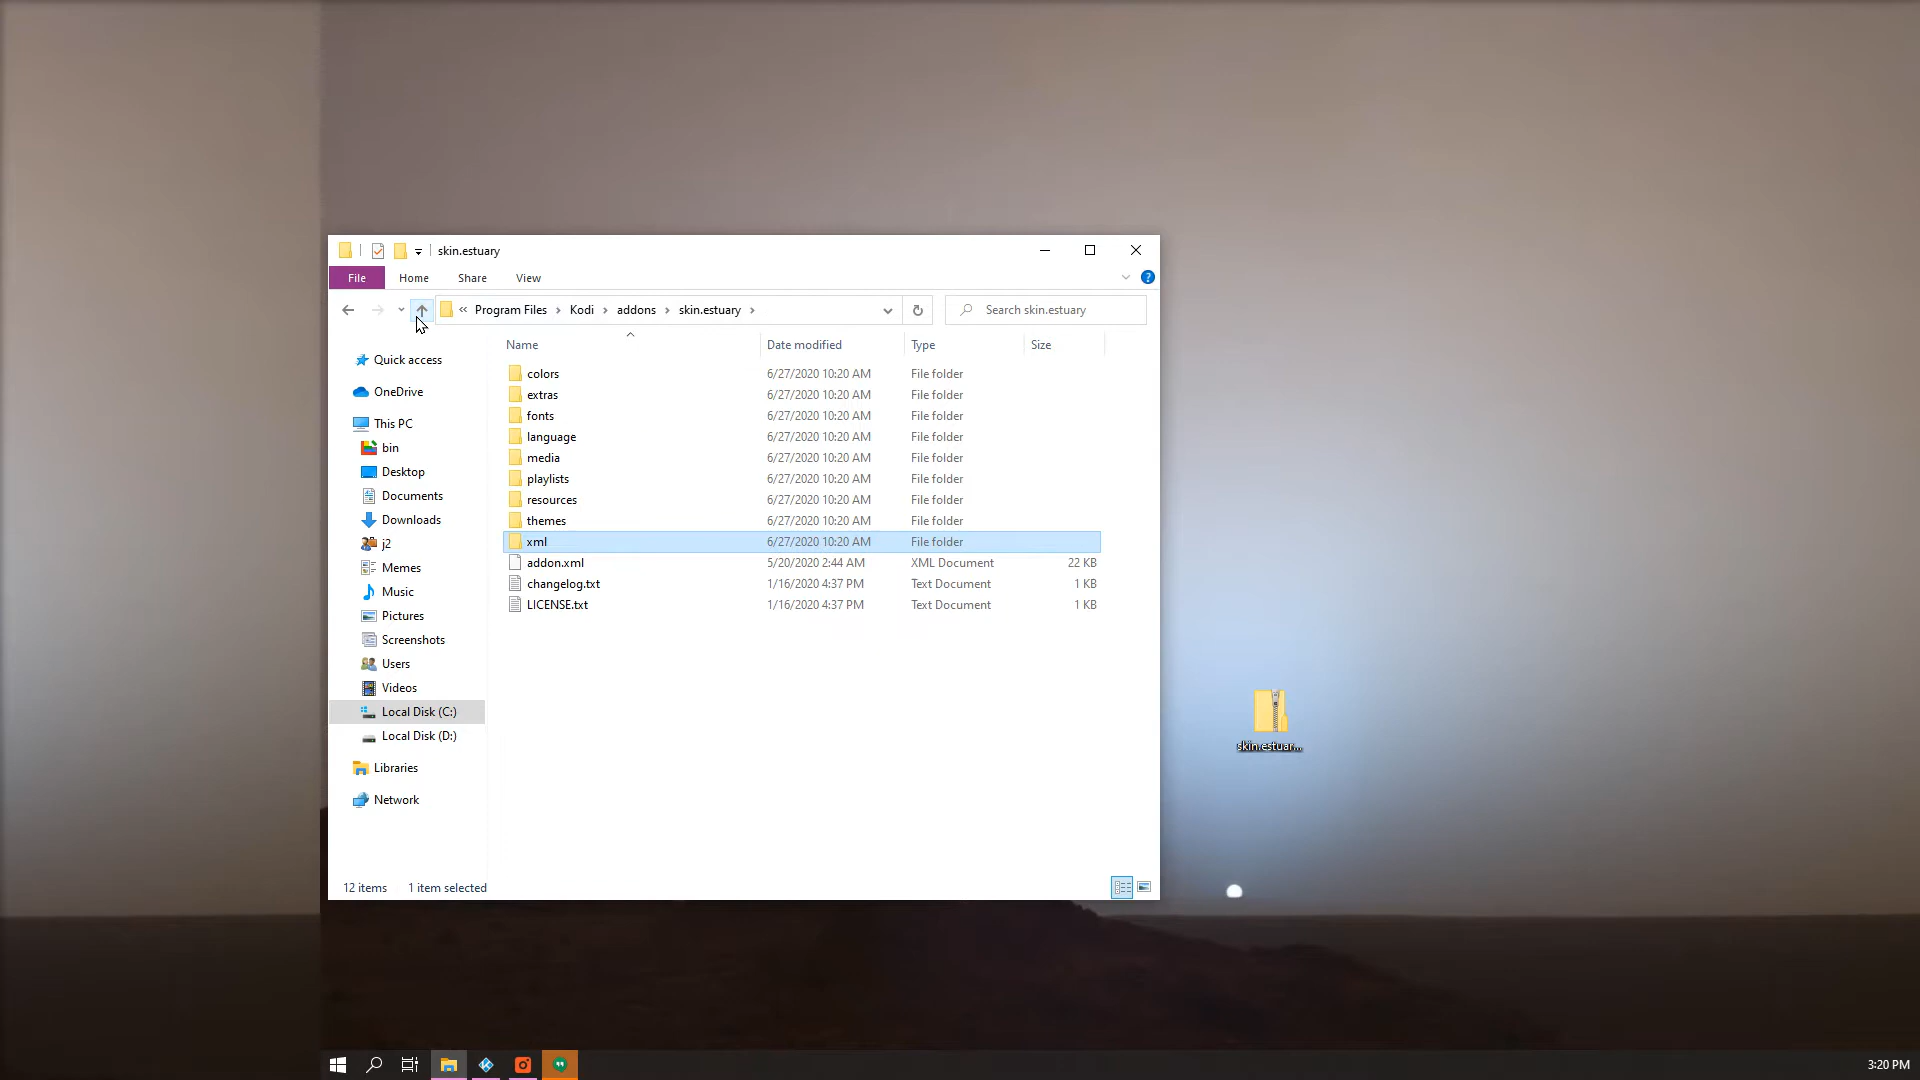 skin.estuary
File Home Share View
« Program Files > Kodi > addons > skin.estuary > Search skin.estuary
Name Date modified Type Size
Quick access
OneDrive
This PC
bin
Desktop
Documents
Downloads
j2
Memes
Music
Pictures
Screenshots
Users
Videos
Local Disk (C:)
Local Disk (D:)
Libraries
Network
colors 6/27/2020 10:20 AM File folder
extras 6/27/2020 10:20 AM File folder
fonts 6/27/2020 10:20 AM File folder
language 6/27/2020 10:20 AM File folder
media 6/27/2020 10:20 AM File folder
playlists 6/27/2020 10:20 AM File folder
resources 6/27/2020 10:20 AM File folder
themes 6/27/2020 10:20 AM File folder
xml 6/27/2020 10:20 AM File folder
addon.xml 5/20/2020 2:44 AM XML Document 22 KB
changelog.txt 1/16/2020 4:37 PM Text Document 1 KB
LICENSE.txt 1/16/2020 4:37 PM Text Document 1 KB
12 items 1 item selected
skin.estuar...
3:20 PM